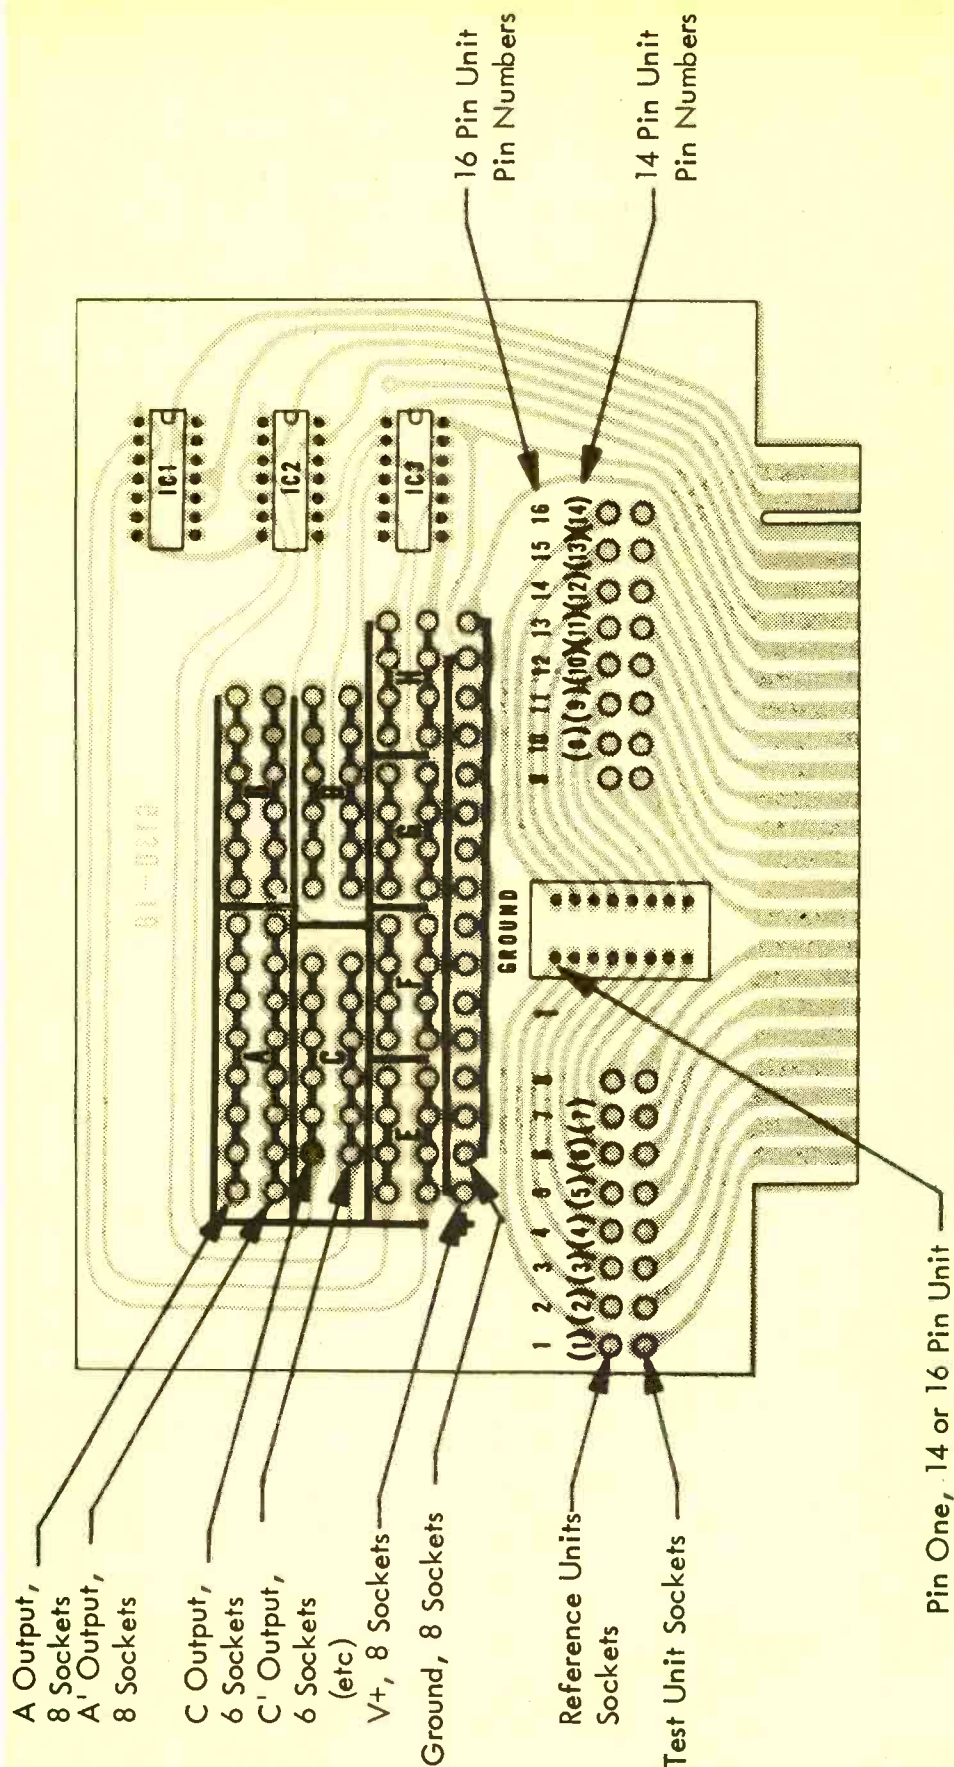 A Output,
8 Sockets
A' Output,
8 Sockets
C Output,
6 Sockets
C' Output,
6 Sockets
(etc)
V+, 8 Sockets
Ground, 8 Sockets
Reference Units
Sockets
Test Unit Sockets
Pin One, 14 or 16 Pin Unit
16 Pin Unit
Pin Numbers
14 Pin Unit
Pin Numbers
IC1
IC2
IC3
A B
C D
E F G H
+
GROUND
1 2 3 4 5 6 7 8 1 9 10 11 12 13 14 15 16
(1)(2)(3)(4)(5)(6)(7) (8)(9)(10)(11)(12)(13)(14)